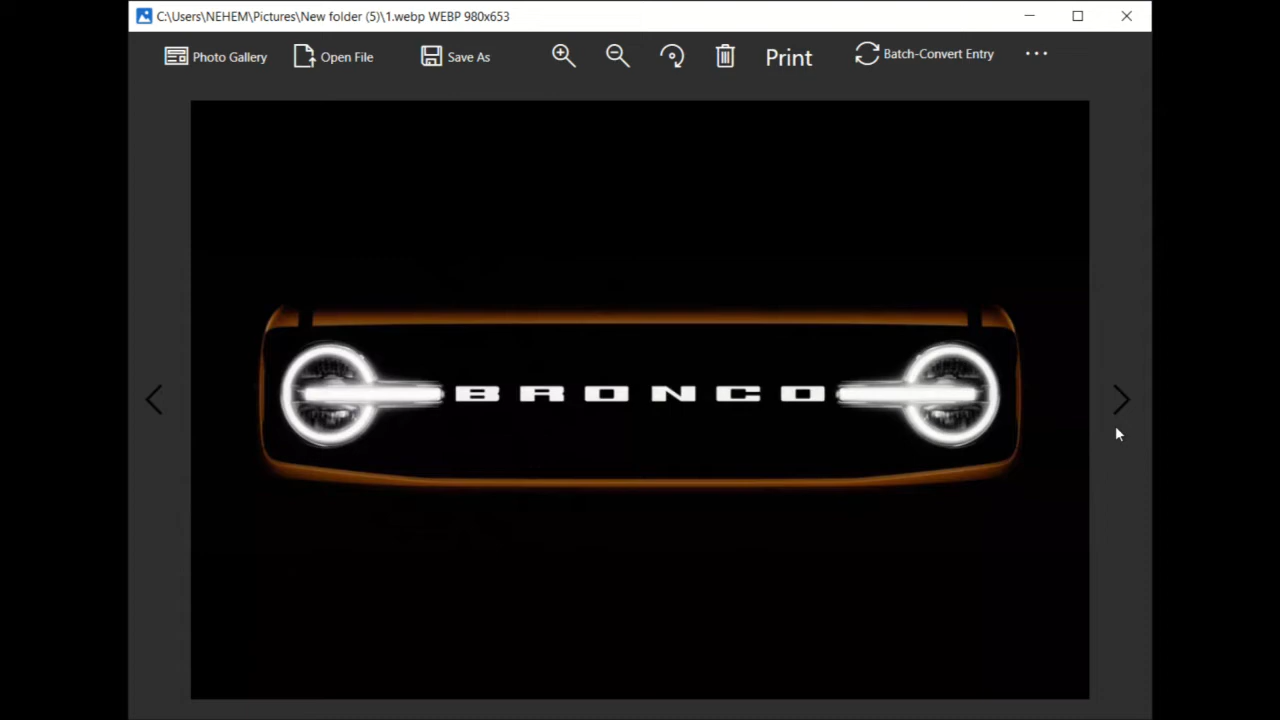 C:\Users\NEHEM\Pictures\New folder (5)\1.webp WEBP 980x653
Photo Gallery Open File Save As Print Batch-Convert Entry
BRONCO